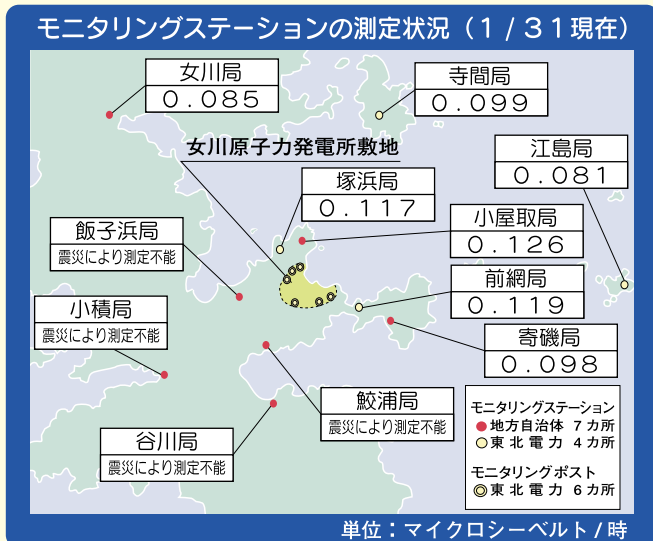 モニタリングステーションの測定状況（１/３１現在）
女川局
０.０８５
寺間局
０.０９９
女川原子力発電所敷地
江島局
０.０８１
塚浜局
０.１１７
小屋取局
０.１２６
飯子浜局
震災により測定不能
前網局
０.１１９
小積局
震災により測定不能
寄磯局
０.０９８
鮫浦局
震災により測定不能
谷川局
震災により測定不能
モニタリングステーション
地方自治体 ７カ所
東北電力 ４カ所
モニタリングポスト
東北電力 ６カ所
単位：マイクロシーベルト/時